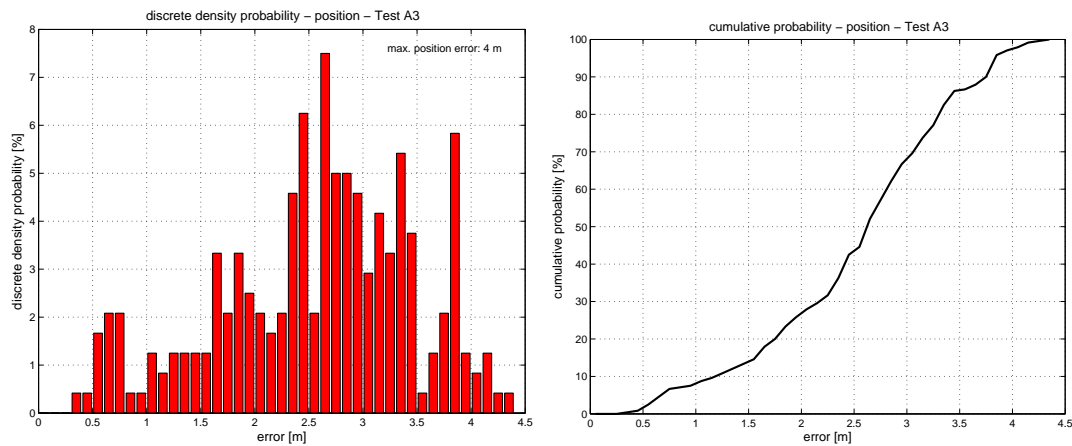 discrete density probability – position – Test A3
max. position error: 4 m
discrete density probability [%]
8
7
6
5
4
3
2
1
0
0 0.5 1 1.5 2 2.5 3 3.5 4 4.5
error [m]
cumulative probability – position – Test A3
cumulative probability [%]
100
90
80
70
60
50
40
30
20
10
0
0 0.5 1 1.5 2 2.5 3 3.5 4 4.5
error [m]